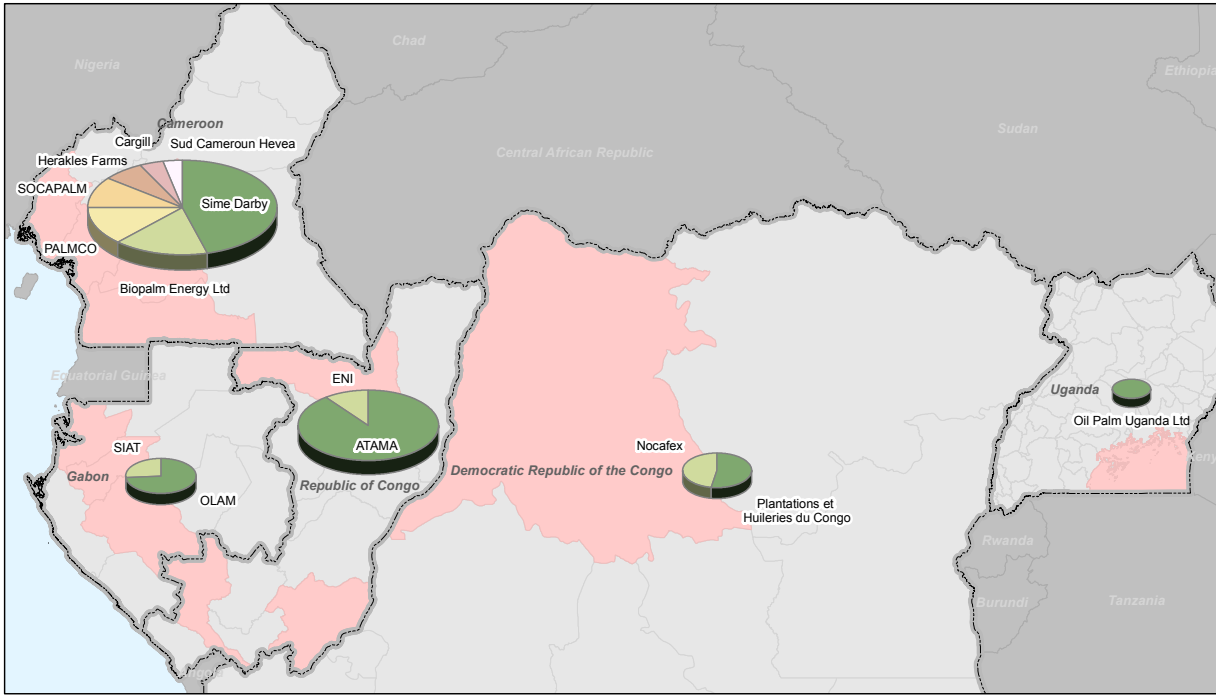 Chad
Nigeria
Ethiopia
Cameroon
Sudan
Cargill
Sud Cameroun Hevea
Central African Republic
Herakles Farms
SOCAPALM
Sime Darby
PALMCO
Biopalm Energy Ltd
Equatorial Guinea
ENI
Uganda
Oil Palm Uganda Ltd
SIAT
ATAMA
Nocafex
Gabon
Democratic Republic of the Congo
Republic of Congo
OLAM
Plantations et
Huileries du Congo
Rwanda
Burundi
Tanzania